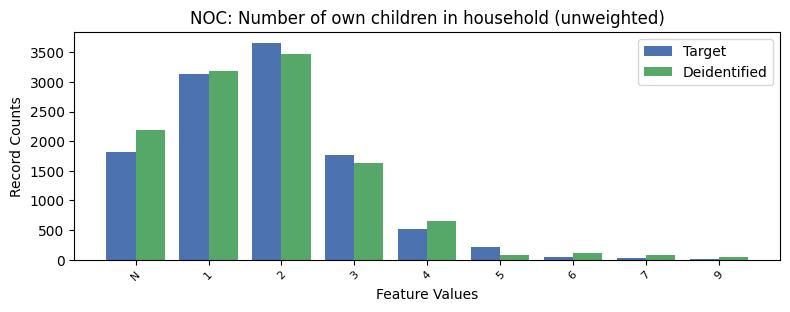 NOC: Number of own children in household (unweighted)
Target
Deidentified
Record Counts
3500
3000
2500
2000
1500
1000
500
0
N 1 2 3 4 5 6 7 9
Feature Values